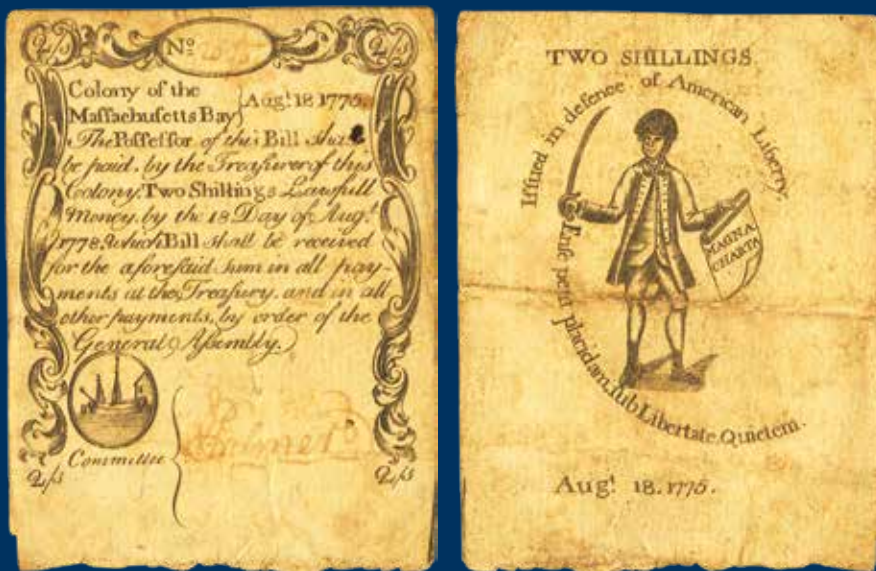 2/s
Nº
2/s
Colony of the
Massachusetts Bay } Augt. 18 1775.
The Possessor of this Bill shall
be paid, by the Treasurer of this
Colony, Two Shillings Lawfull
Money, by the 18 Day of Augt.
1778, which Bill shall be received
for the aforesaid sum in all pay-
ments at the Treasury, and in all
other payments, by order of the
General Assembly.
Committee
2/s
2/s
TWO SHILLINGS.
Issued in defence of American Liberty.
MAGNA
CHARTA
Ense petit placidam, sub Libertate Quietem.
Augt. 18. 1775.